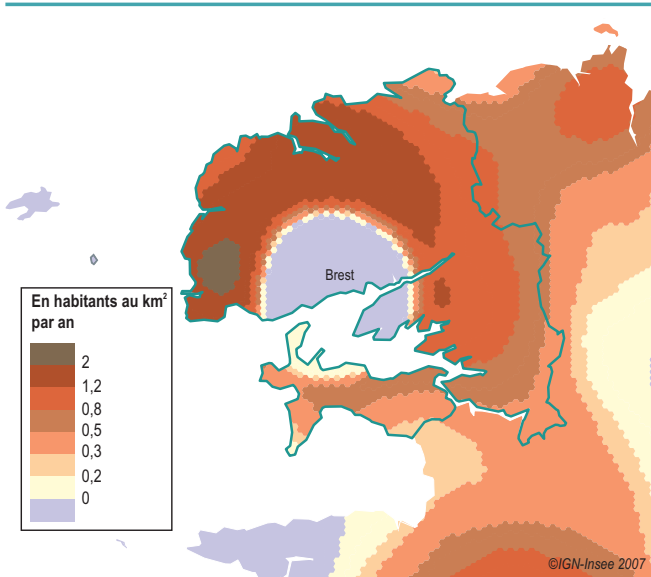 Brest
En habitants au km²
par an
2
1,2
0,8
0,5
0,3
0,2
0
©IGN-Insee 2007